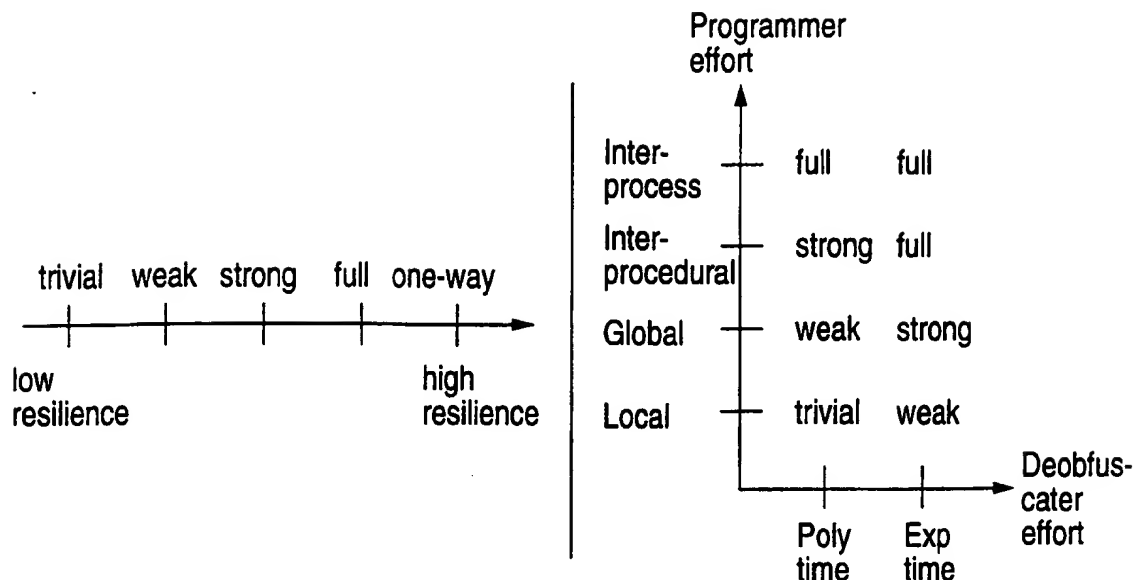 trivial weak strong full one-way
low
resilience
high
resilience
Programmer
effort
Inter-
process
full full
Inter-
procedural
strong full
Global
weak strong
Local
trivial weak
Deobfus-
cater
effort
Poly
time
Exp
time